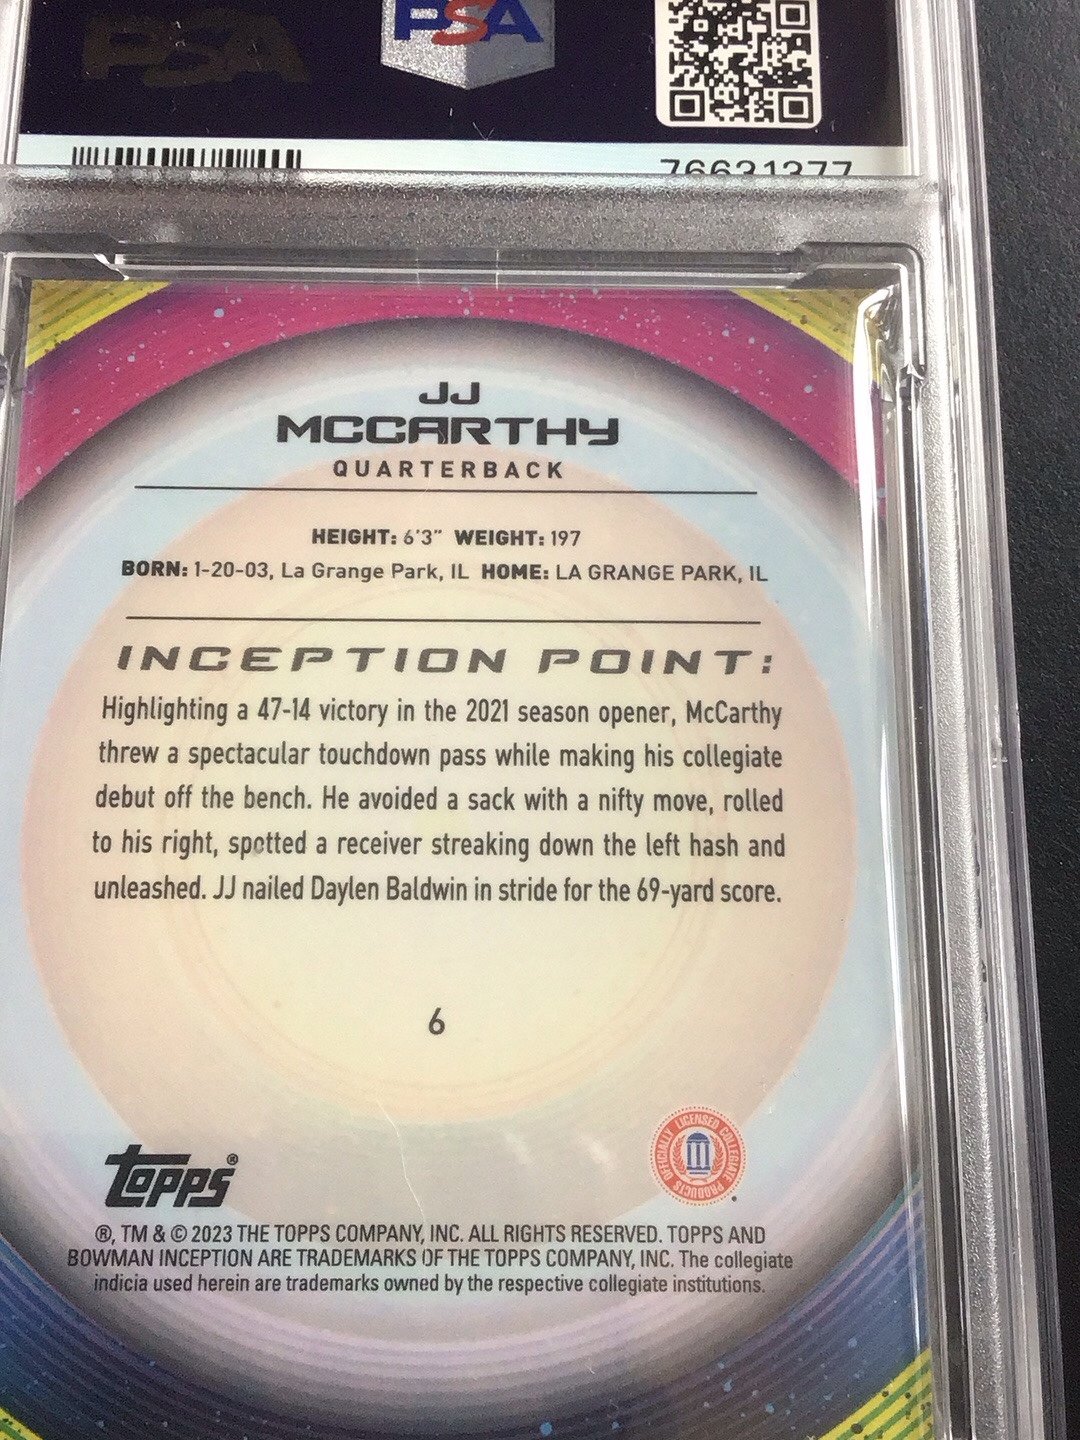 PSA
PSA
76631377
JJ
MCCARTHY
QUARTERBACK
HEIGHT: 6'3" WEIGHT: 197
BORN: 1-20-03, La Grange Park, IL HOME: LA GRANGE PARK, IL
INCEPTION POINT:
Highlighting a 47-14 victory in the 2021 season opener, McCarthy
threw a spectacular touchdown pass while making his collegiate
debut off the bench. He avoided a sack with a nifty move, rolled
to his right, spotted a receiver streaking down the left hash and
unleashed. JJ nailed Daylen Baldwin in stride for the 69-yard score.
6
TOPPS®
OFFICIALLY LICENSED COLLEGIATE PRODUCTS
®, TM & © 2023 THE TOPPS COMPANY, INC. ALL RIGHTS RESERVED. TOPPS AND
BOWMAN INCEPTION ARE TRADEMARKS OF THE TOPPS COMPANY, INC. The collegiate
indicia used herein are trademarks owned by the respective collegiate institutions.